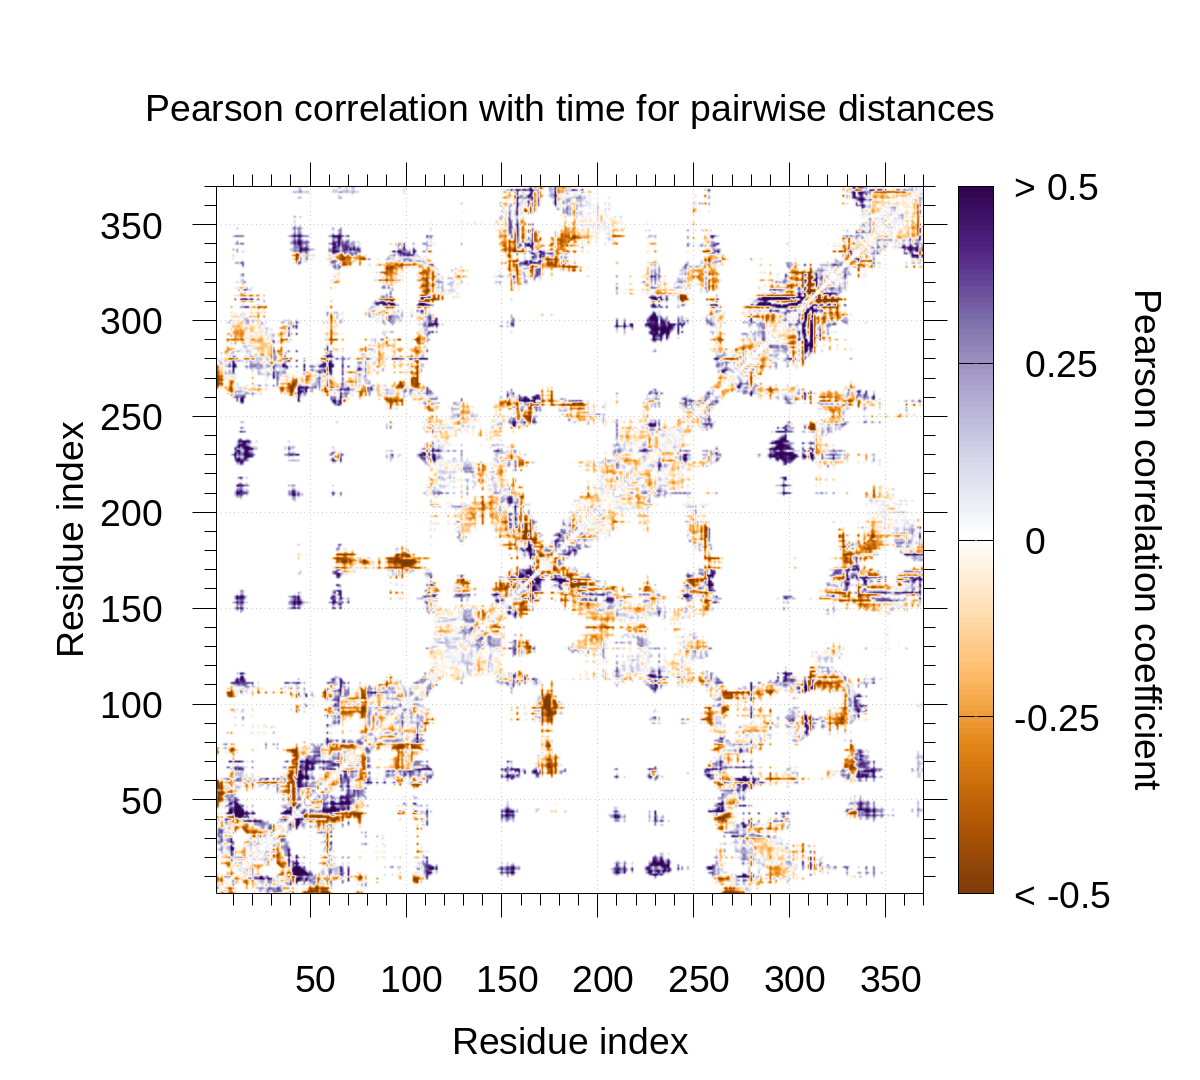 Pearson correlation with time for pairwise distances
350
300
250
200
150
100
50
Residue index
50 100 150 200 250 300 350
Residue index
> 0.5
0.25
0
-0.25
< -0.5
Pearson correlation coefficient